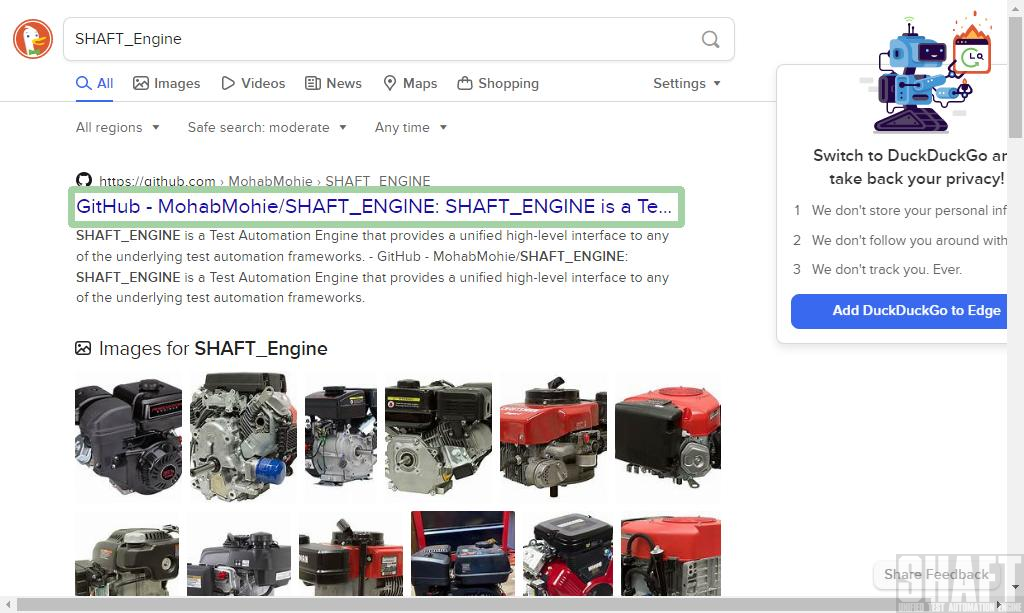 SHAFT_Engine
All Images Videos News Maps Shopping Settings
All regions Safe search: moderate Any time
https://github.com › MohabMohie › SHAFT_ENGINE
GitHub - MohabMohie/SHAFT_ENGINE: SHAFT_ENGINE is a Te...
SHAFT_ENGINE is a Test Automation Engine that provides a unified high-level interface to any
of the underlying test automation frameworks. - GitHub - MohabMohie/SHAFT_ENGINE:
SHAFT_ENGINE is a Test Automation Engine that provides a unified high-level interface to any
of the underlying test automation frameworks.
Images for SHAFT_Engine
Switch to DuckDuckGo an
take back your privacy!
1 We don't store your personal inf
2 We don't follow you around with
3 We don't track you. Ever.
Add DuckDuckGo to Edge
Share Feedback
SHAFT